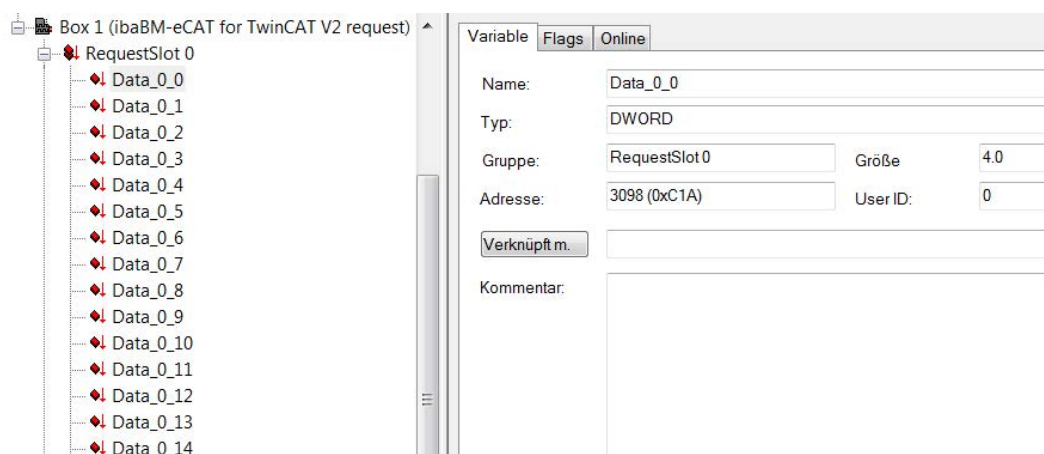 Box 1 (ibaBM-eCAT for TwinCAT V2 request)
RequestSlot 0
Data_0_0
Data_0_1
Data_0_2
Data_0_3
Data_0_4
Data_0_5
Data_0_6
Data_0_7
Data_0_8
Data_0_9
Data_0_10
Data_0_11
Data_0_12
Data_0_13
Data_0_14
Variable Flags Online
Name: Data_0_0
Typ: DWORD
Gruppe: RequestSlot 0 Größe 4.0
Adresse: 3098 (0xC1A) User ID: 0
Verknüpft m.
Kommentar: